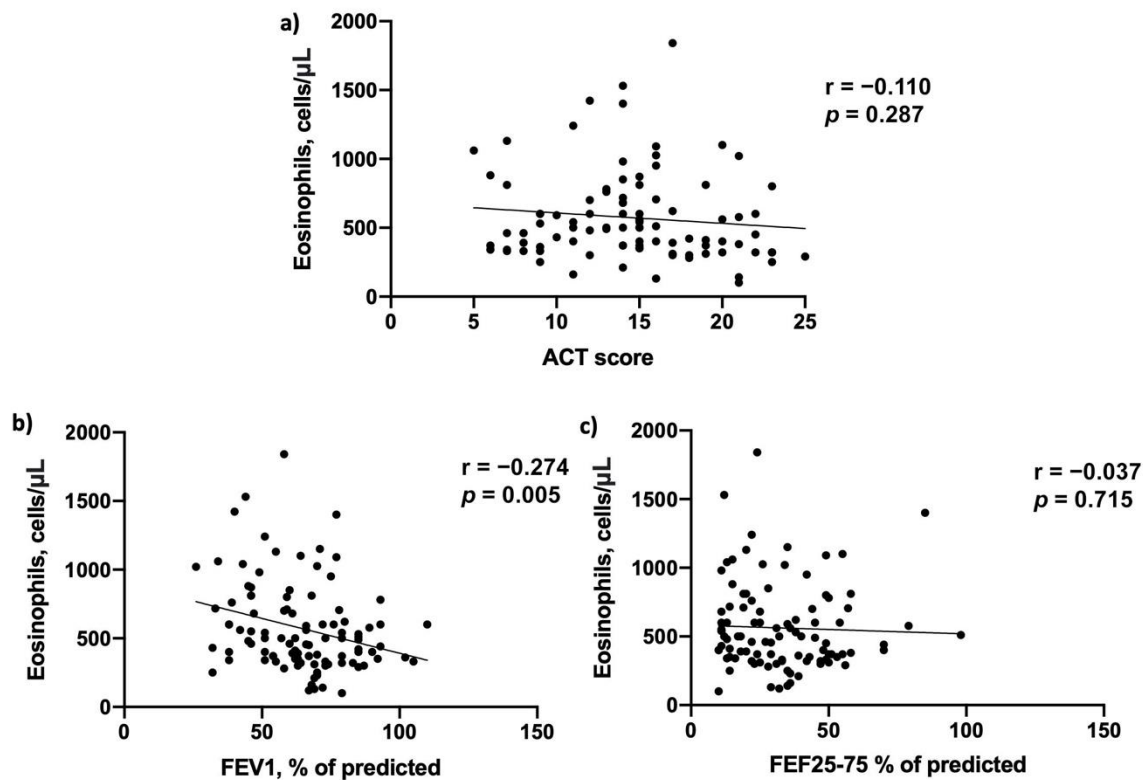 a)
2000
1500
1000
500
0
Eosinophils, cells/μL
0 5 10 15 20 25
ACT score
r = −0.110
p = 0.287
b)
2000
1500
1000
500
0
Eosinophils, cells/μL
0 50 100 150
FEV1, % of predicted
r = −0.274
p = 0.005
c)
2000
1500
1000
500
0
Eosinophils, cells/μL
0 50 100 150
FEF25-75 % of predicted
r = −0.037
p = 0.715